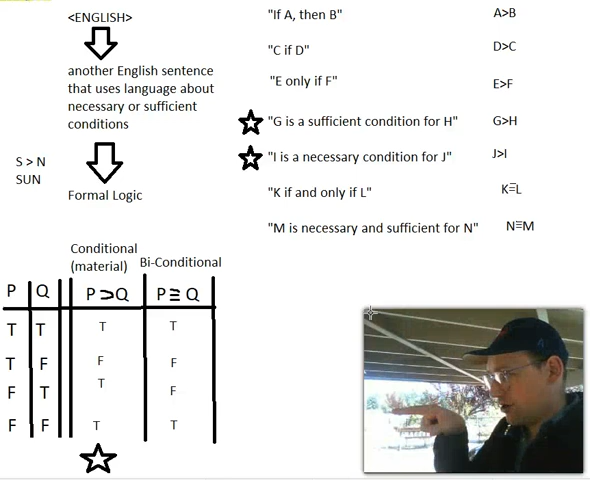 <ENGLISH>
another English sentence
that uses language about
necessary or sufficient
conditions
S > N
SUN
Formal Logic
"If A, then B" A>B
"C if D" D>C
"E only if F" E>F
"G is a sufficient condition for H" G>H
"I is a necessary condition for J" J>I
"K if and only if L" K≡L
"M is necessary and sufficient for N" N≡M
Conditional
(material) Bi-Conditional
P Q P⊃Q P≡Q
T T T T
T F F F
F T T F
F F T T